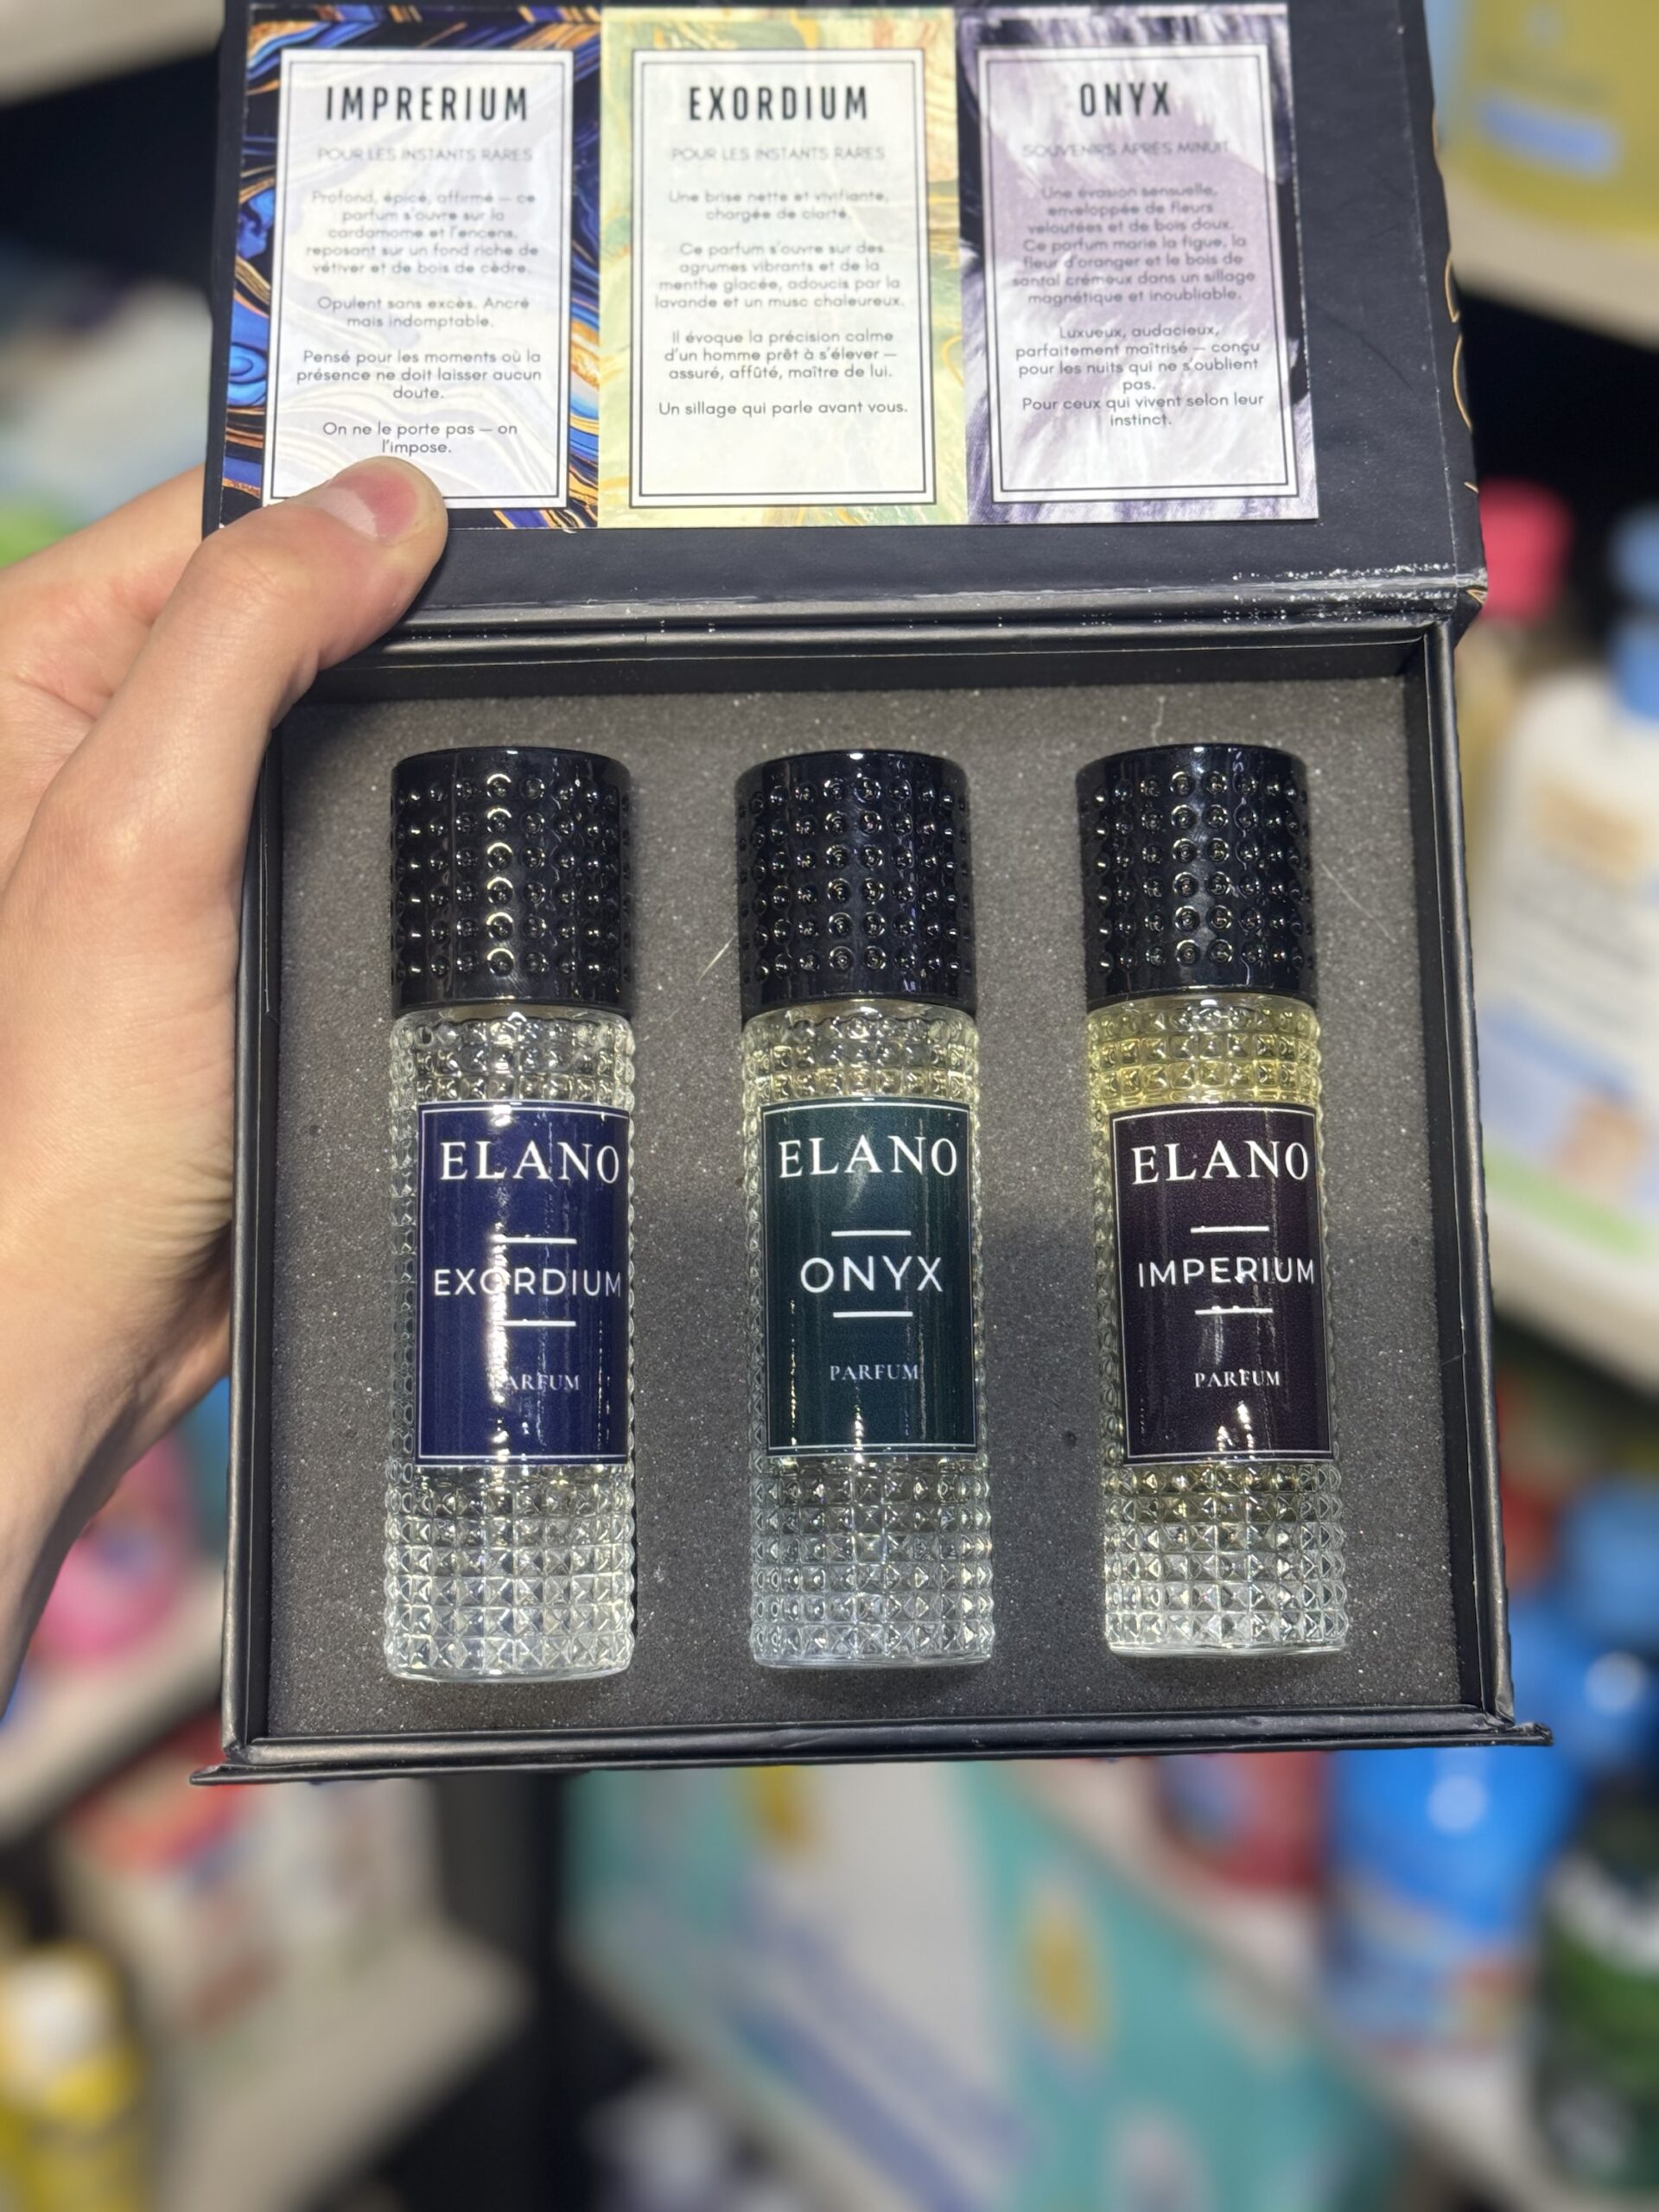 IMPRERIUM
POUR LES INSTANTS RARES
Profond, épicé, affirmé — ce
parfum s'ouvre sur la
cardamome et l'encens,
reposant sur un fond riche de
vétiver et de bois de cèdre.
Opulent sans excès. Ancré
mais indomptable.
Pensé pour les moments où la
présence ne doit laisser aucun
doute.
On ne le porte pas — on
l'impose.
EXORDIUM
POUR LES INSTANTS RARES
Une brise nette et vivifiante,
chargée de clarté.
Ce parfum s'ouvre sur des
agrumes vibrants et de la
menthe glacée, adoucis par la
lavande et un musc chaleureux.
Il évoque la précision calme
d'un homme prêt à s'élever —
assuré, affûté, maître de lui.
Un sillage qui parle avant vous.
ONYX
SOUVENIRS APRÈS MINUIT
Une évasion sensuelle,
enveloppée de fleurs
veloutées et de bois doux.
Ce parfum marie la figue, la
fleur d'oranger et le bois de
santal crémeux dans un sillage
magnétique et inoubliable.
Luxueux, audacieux,
parfaitement maîtrisé — conçu
pour les nuits qui ne s'oublient
pas.
Pour ceux qui vivent selon leur
instinct.
ELANO
EXORDIUM
PARFUM
ELANO
ONYX
PARFUM
ELANO
IMPERIUM
PARFUM